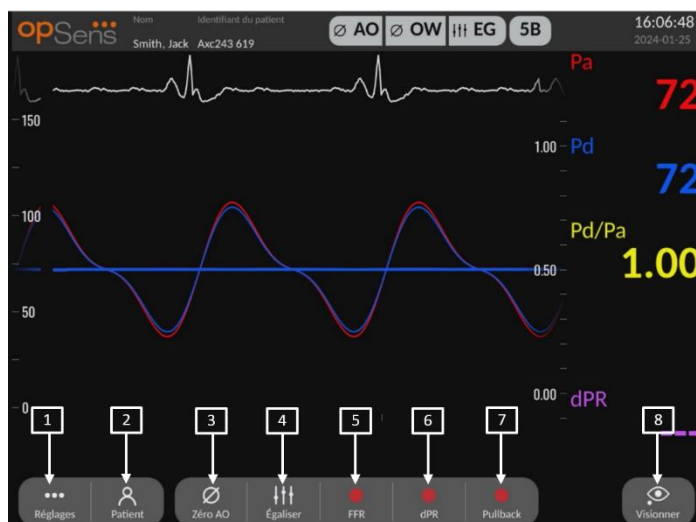 opSens
Nom
Identifiant du patient
Smith, Jack
Axc243 619
AO
OW
EG
5B
16:06:48
2024-01-25
Pa
72
150
1.00
Pd
72
100
Pd/Pa
1.00
0.50
50
0.00
dPR
0
1
2
3
4
5
6
7
8
Réglages
Patient
Zéro AO
Égaliser
FFR
dPR
Pullback
Visionner